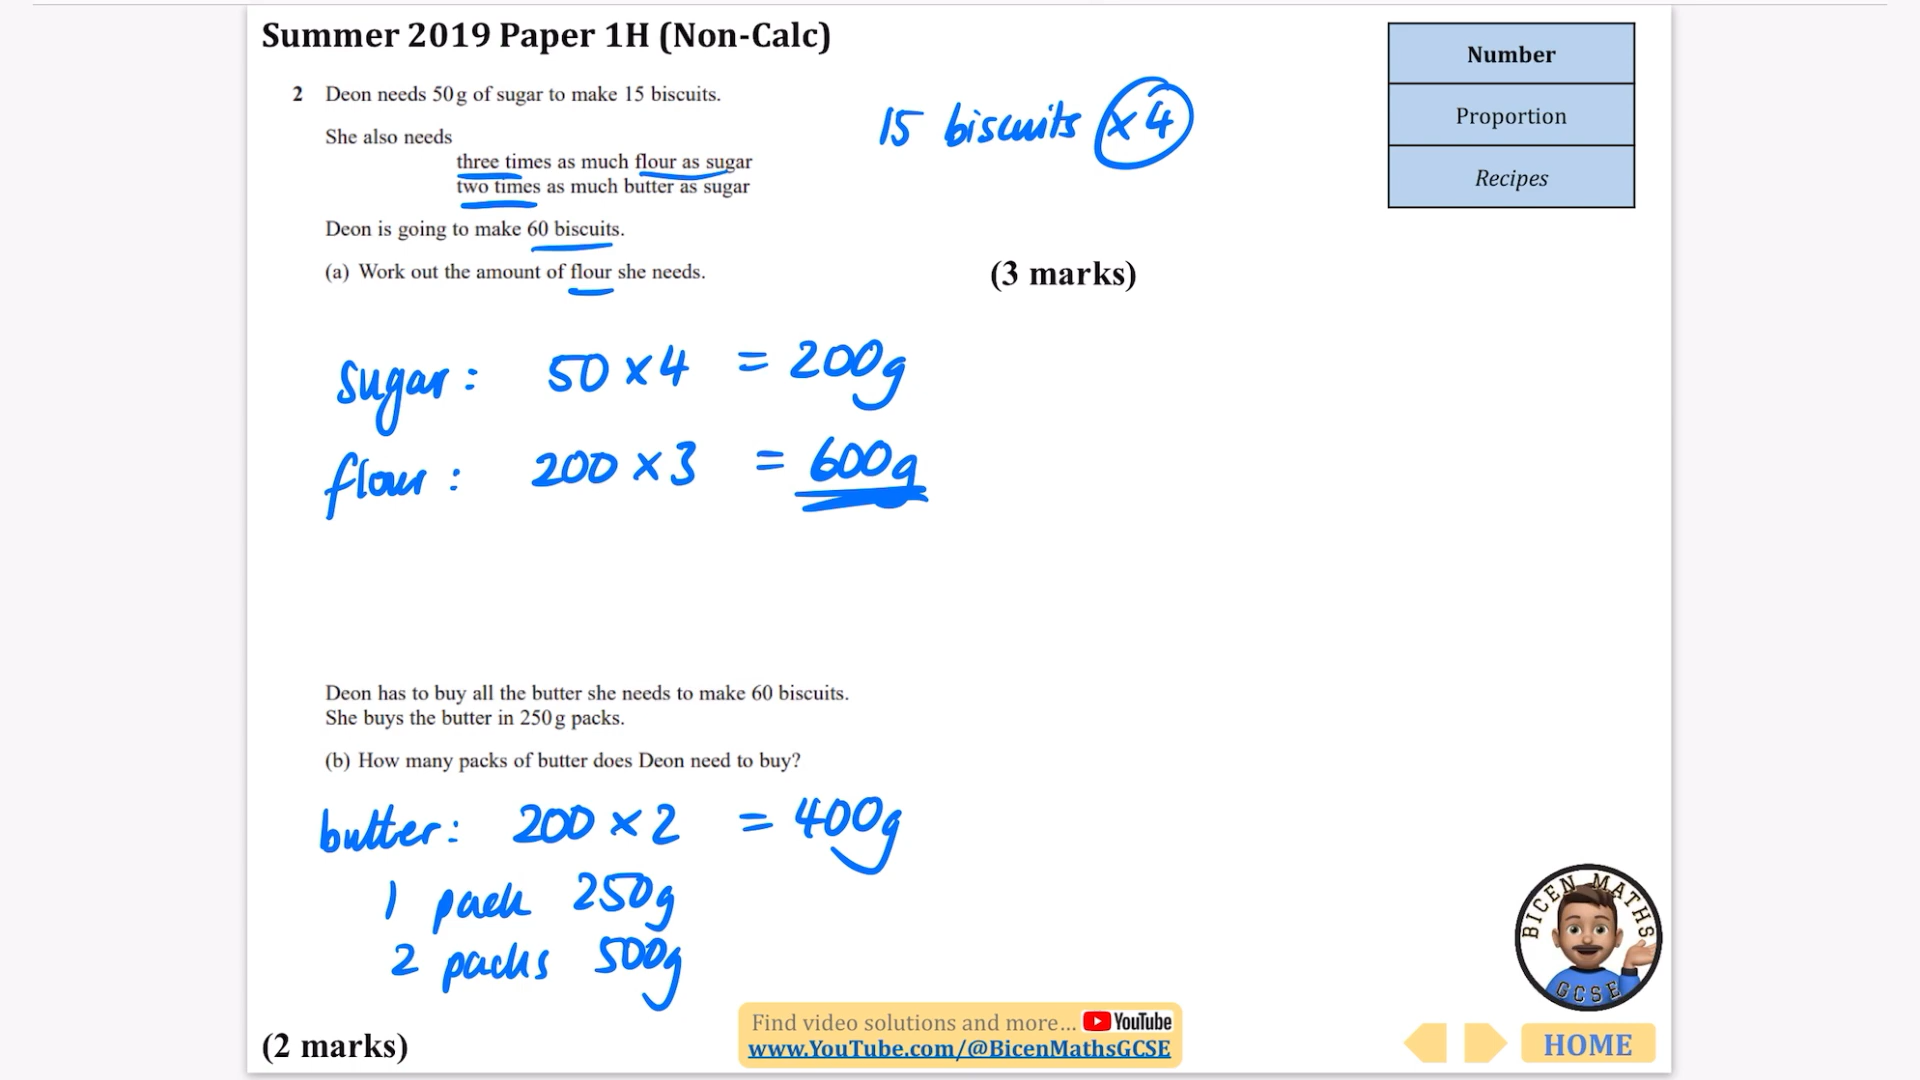 Summer 2019 Paper 1H (Non-Calc)
Number
Proportion
Recipes
2 Deon needs 50 g of sugar to make 15 biscuits.
15 biscuits × 4
She also needs
three times as much flour as sugar
two times as much butter as sugar
Deon is going to make 60 biscuits.
(a) Work out the amount of flour she needs.
(3 marks)
sugar: 50 × 4 = 200g
flour: 200 × 3 = 600g
Deon has to buy all the butter she needs to make 60 biscuits.
She buys the butter in 250 g packs.
(b) How many packs of butter does Deon need to buy?
butter: 200 × 2 = 400g
1 pack 250g
2 packs 500g
(2 marks)
Find video solutions and more... YouTube
www.YouTube.com/@BicenMathsGCSE
BICEN MATHS
GCSE
HOME